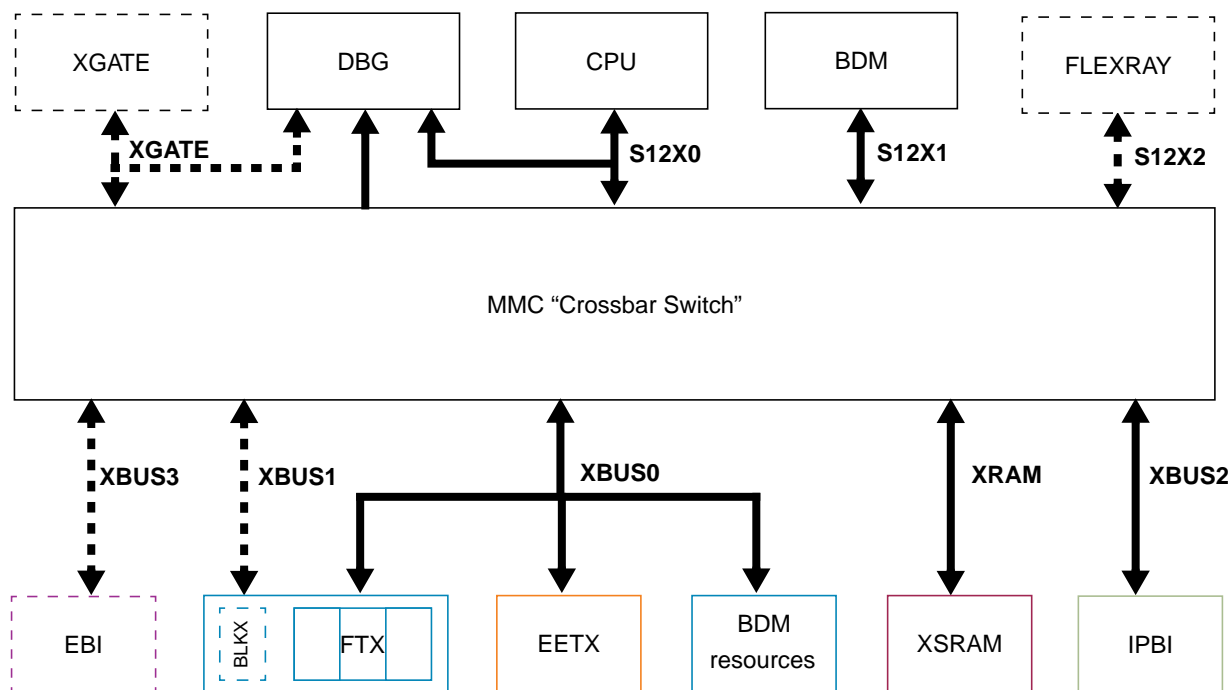 XGATE
DBG
CPU
BDM
FLEXRAY
XGATE
S12X0
S12X1
S12X2
MMC “Crossbar Switch”
XBUS3
XBUS1
XBUS0
XRAM
XBUS2
EBI
BLKX
FTX
EETX
BDM
resources
XSRAM
IPBI